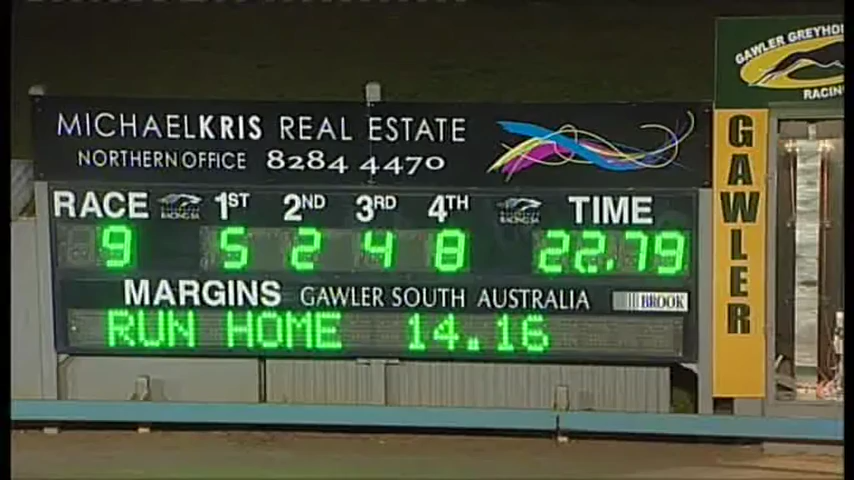 GAWLER GREYHO
RACIN
MICHAELKRIS REAL ESTATE
NORTHERN OFFICE 8284 4470
RACE 1ST 2ND 3RD 4TH TIME
9 5 2 4 8 22.79
MARGINS GAWLER SOUTH AUSTRALIA BROOK
RUN HOME 14.16
GAWLER